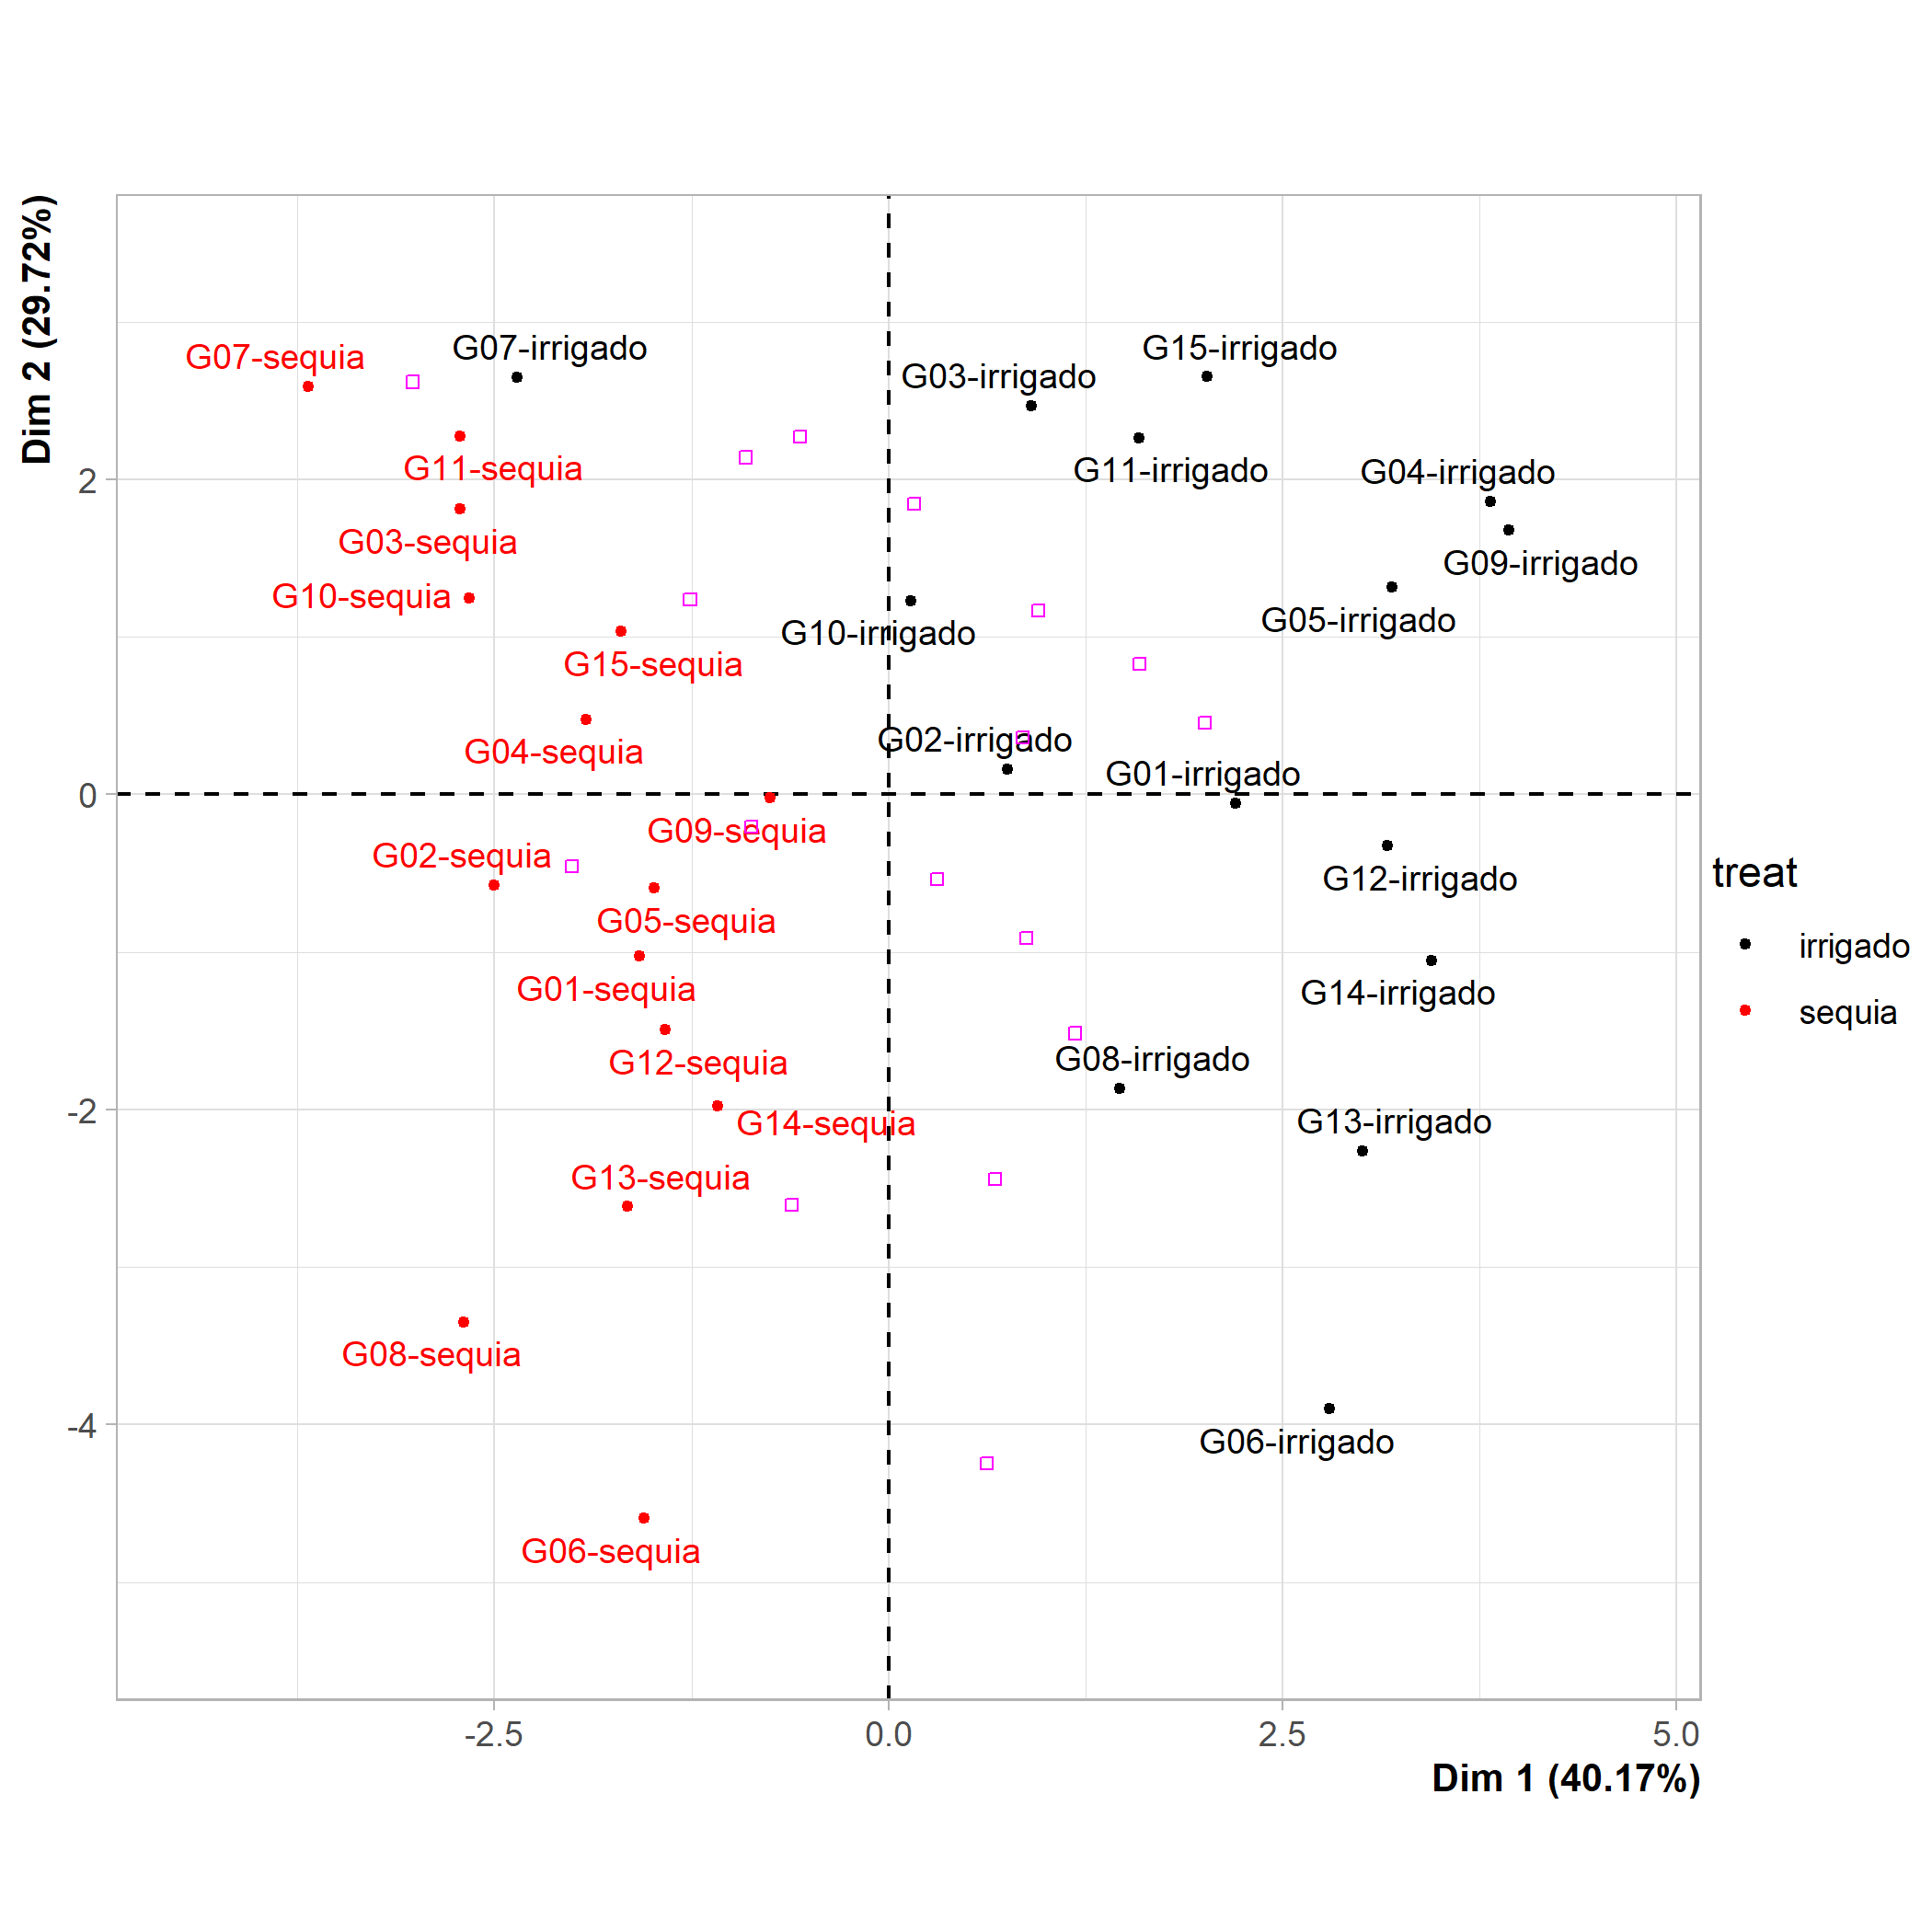 Dim 2 (29.72%)
G07-sequia
G07-irrigado
G15-irrigado
G03-irrigado
G11-sequia
G11-irrigado
G04-irrigado
2
G03-sequia
G09-irrigado
G10-sequia
G05-irrigado
G10-irrigado
G15-sequia
G04-sequia
G02-irrigado
G01-irrigado
0
G09-sequia
G02-sequia
G12-irrigado
treat
G05-sequia
irrigado
G01-sequia
G14-irrigado
sequia
G12-sequia
G08-irrigado
-2
G14-sequia
G13-irrigado
G13-sequia
G08-sequia
-4
G06-irrigado
G06-sequia
-2.5
0.0
2.5
5.0
Dim 1 (40.17%)